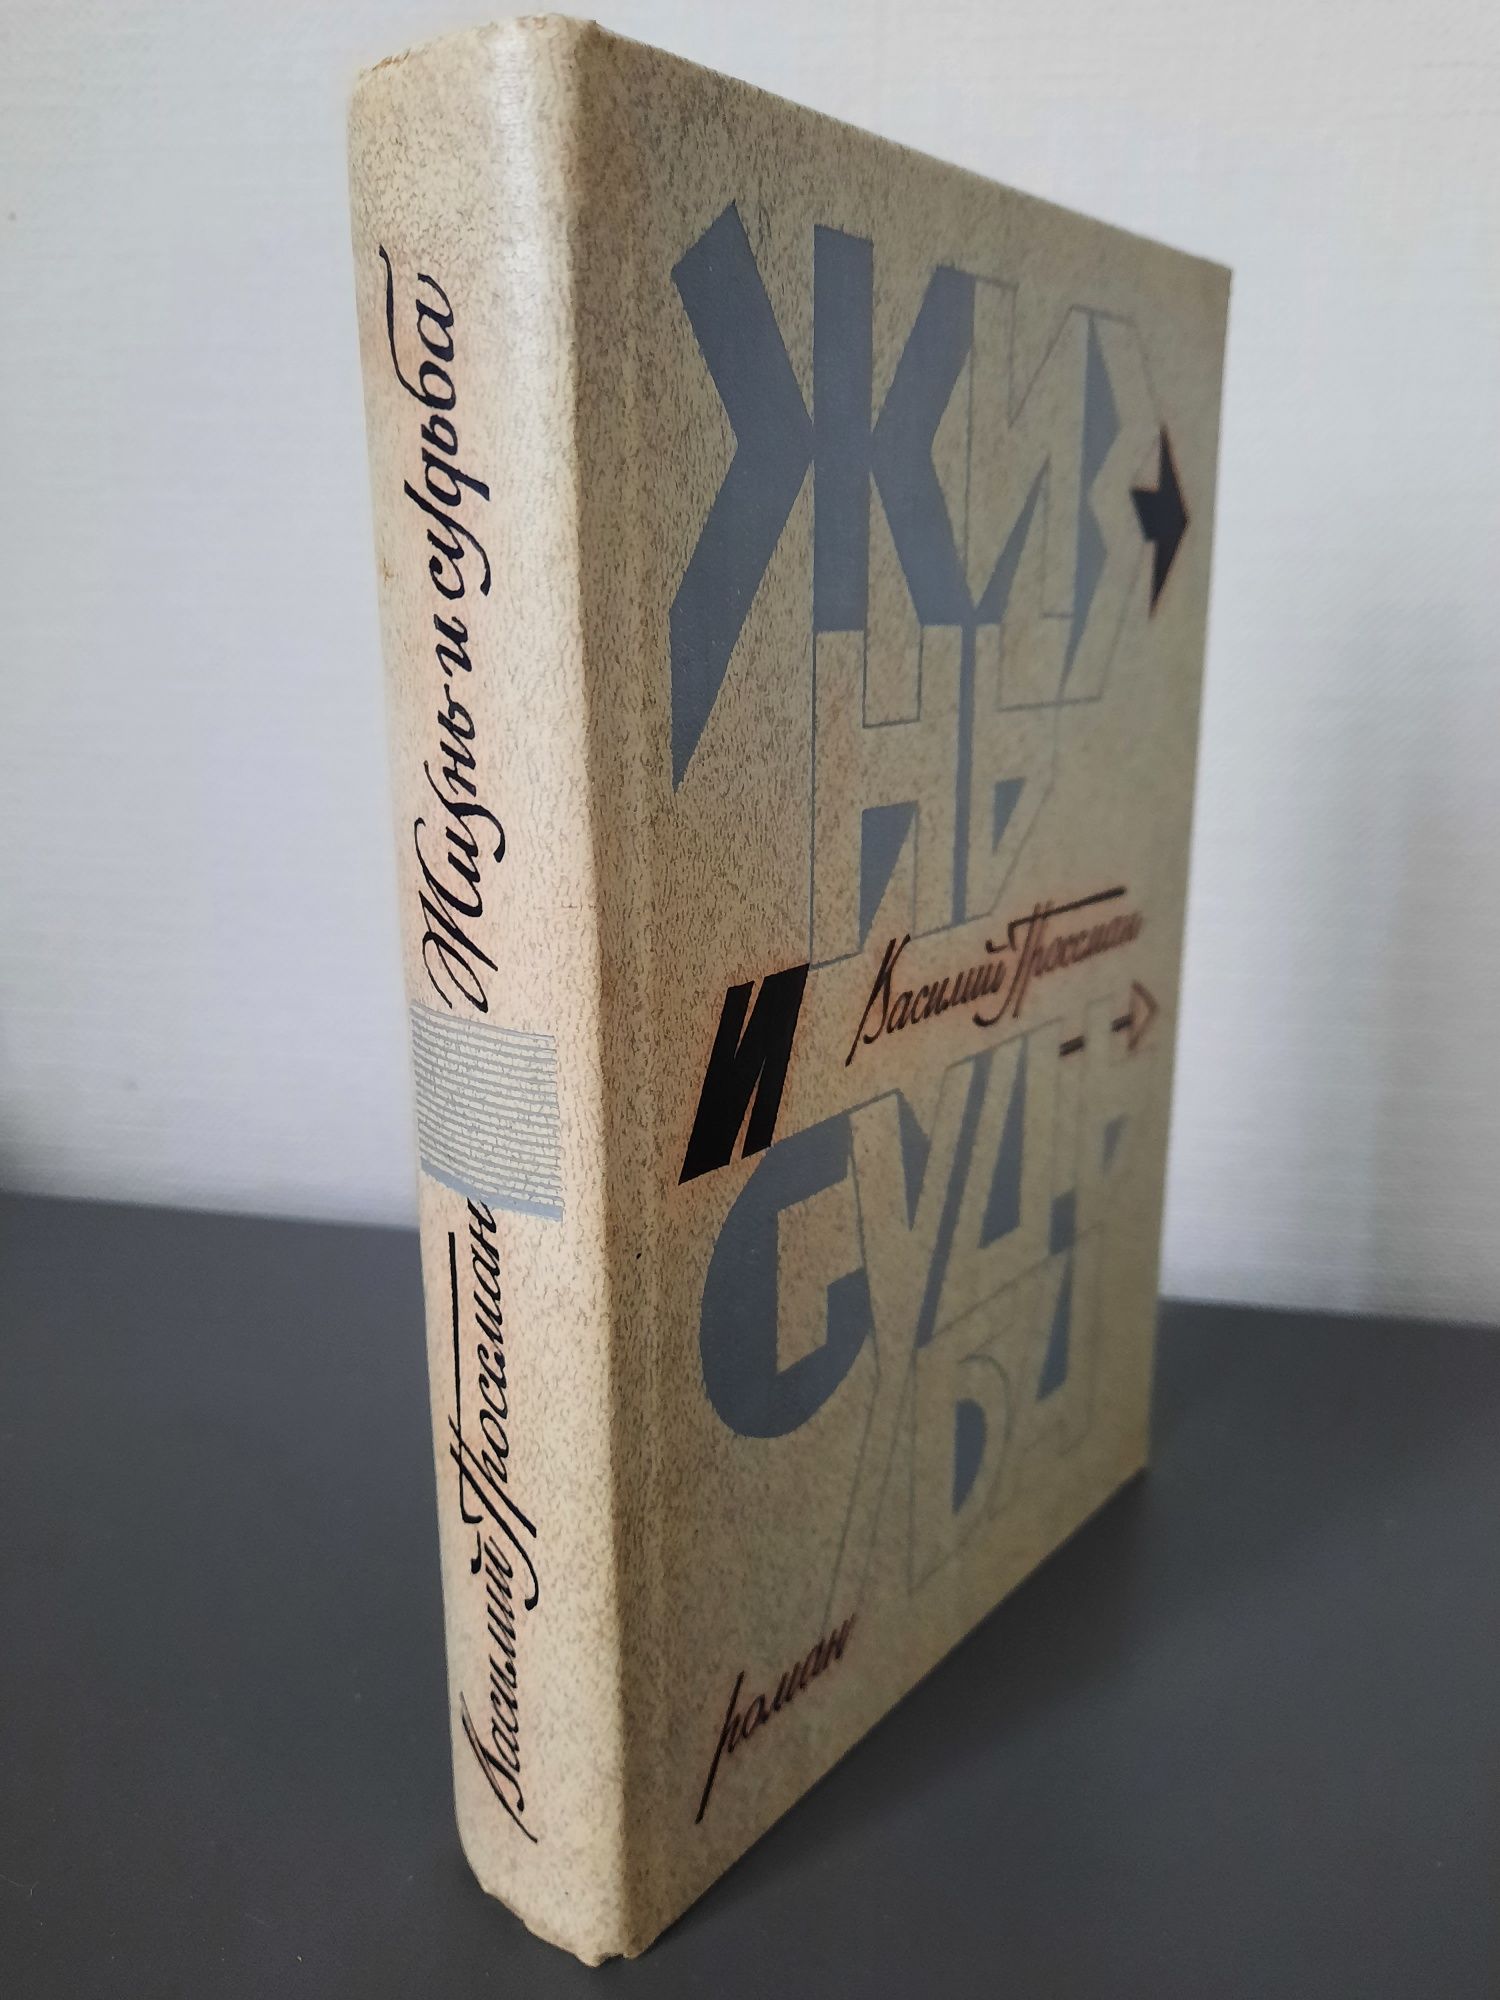 Василий Гроссман Жизнь и судьба
ЖИЗ
НЬ
Василий Гроссман
И
СУДЬ
БА
роман